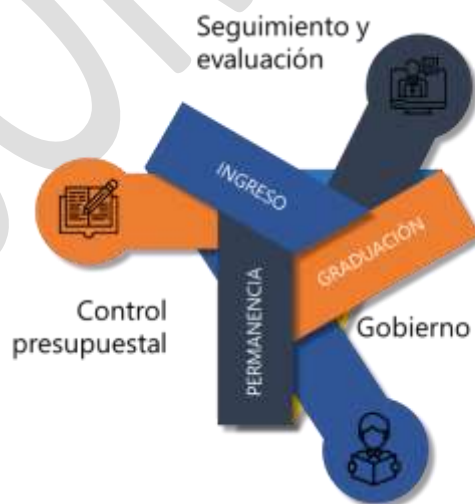 Seguimiento y
evaluación
INGRESO
GRADUACIÓN
PERMANENCIA
Control
presupuestal
Gobierno